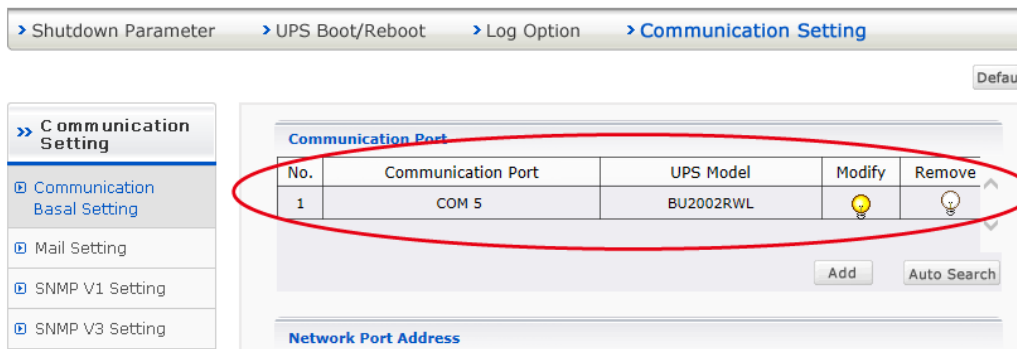 Shutdown Parameter UPS Boot/Reboot Log Option Communication Setting
Defau
Communication
Setting
Communication
Basal Setting
Mail Setting
SNMP V1 Setting
SNMP V3 Setting
Communication Port
No. Communication Port UPS Model Modify Remove
1 COM 5 BU2002RWL
Add Auto Search
Network Port Address